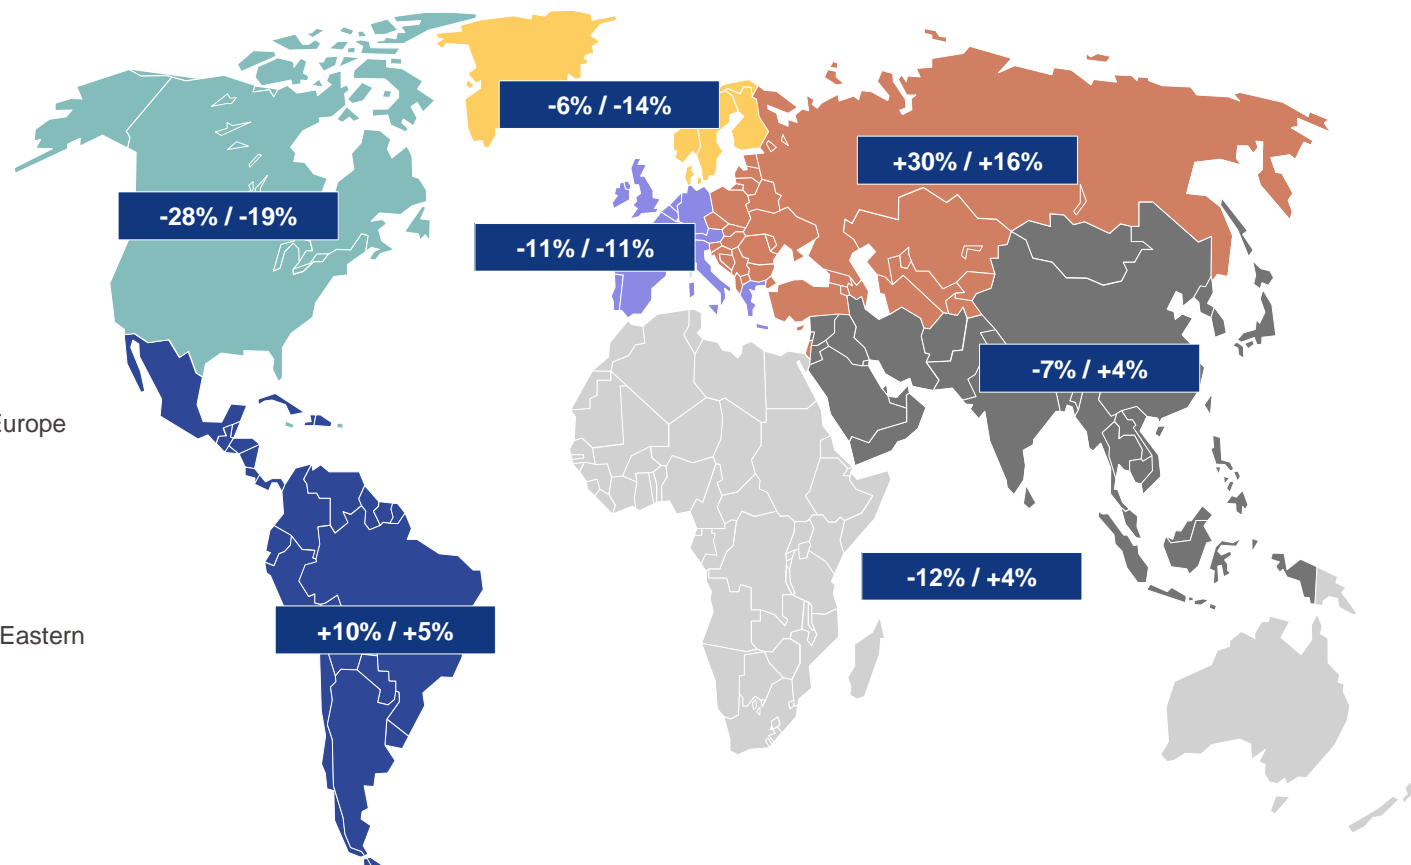 -6% / -14%
+30% / +16%
-28% / -19%
-11% / -11%
-7% / +4%
Europe
-12% / +4%
+10% / +5%
Eastern